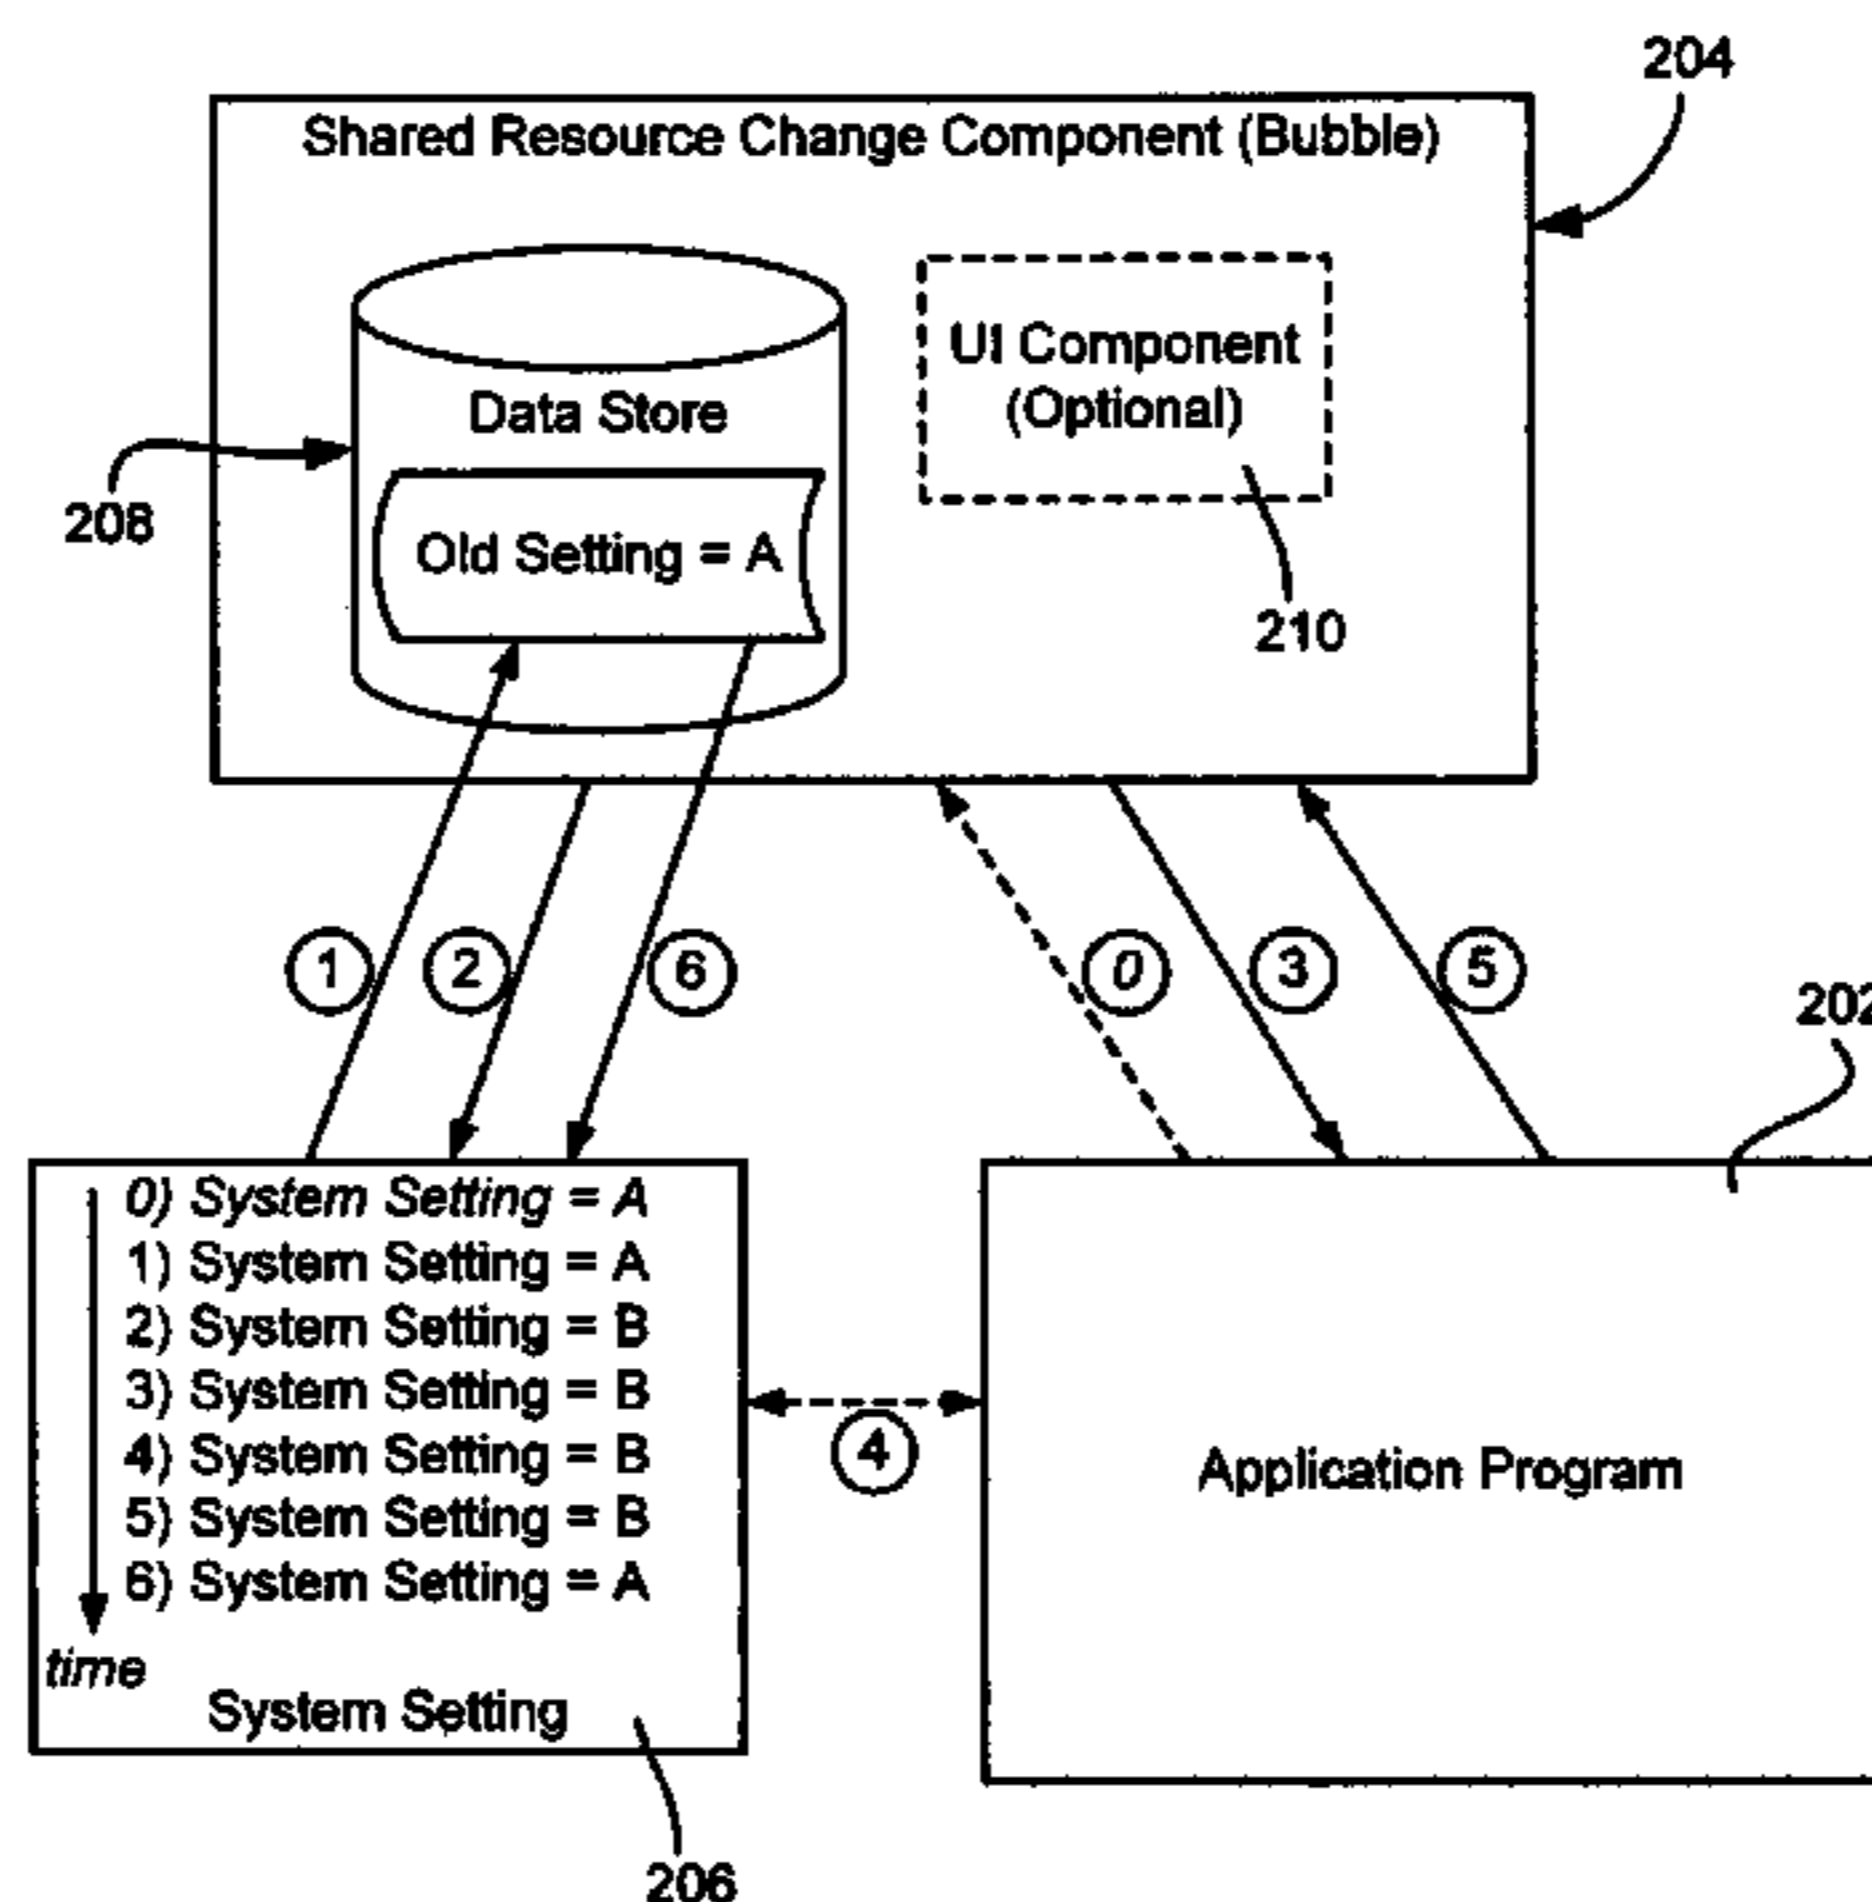 204
Shared Resource Change Component (Bubble)
UI Component
(Optional)
Data Store
208
Old Setting = A
210
1
2
6
0
3
5
202
0) System Setting = A
1) System Setting = A
2) System Setting = B
3) System Setting = B
4) System Setting = B
5) System Setting = B
6) System Setting = A
4
Application Program
time
System Setting
206